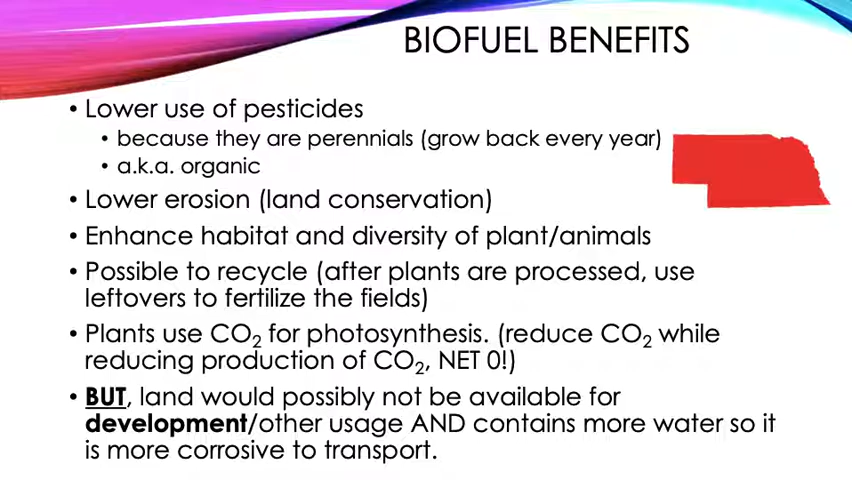 BIOFUEL BENEFITS
• Lower use of pesticides
• because they are perennials (grow back every year)
• a.k.a. organic
• Lower erosion (land conservation)
• Enhance habitat and diversity of plant/animals
• Possible to recycle (after plants are processed, use
leftovers to fertilize the fields)
• Plants use CO₂ for photosynthesis. (reduce CO₂ while
reducing production of CO₂, NET 0!)
• BUT, land would possibly not be available for
development/other usage AND contains more water so it
is more corrosive to transport.